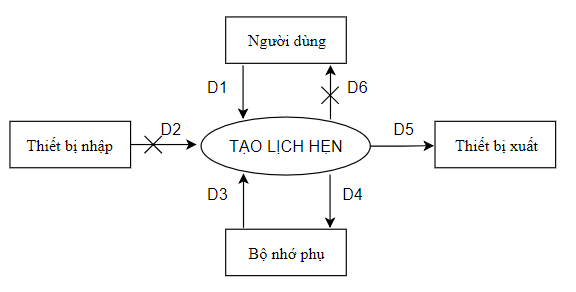 Người dùng
D1
D6
D2
D5
Thiết bị nhập
TẠO LỊCH HẸN
Thiết bị xuất
D3
D4
Bộ nhớ phụ